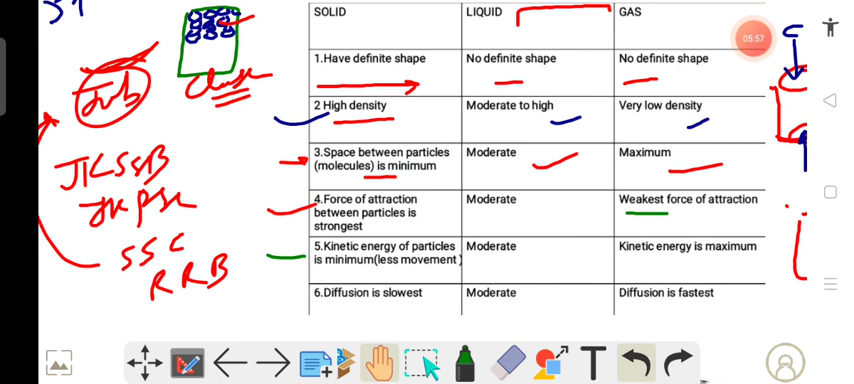 SOLID
LIQUID
GAS
1.Have definite shape
No definite shape
No definite shape
2 High density
Moderate to high
Very low density
3.Space between particles
(molecules) is minimum
Moderate
Maximum
4.Force of attraction
between particles is
strongest
Moderate
Weakest force of attraction
5.Kinetic energy of particles
is minimum(less movement)
Moderate
Kinetic energy is maximum
6.Diffusion is slowest
Moderate
Diffusion is fastest
05:57
JKSSB
JKPSC
SSC
RRB
T